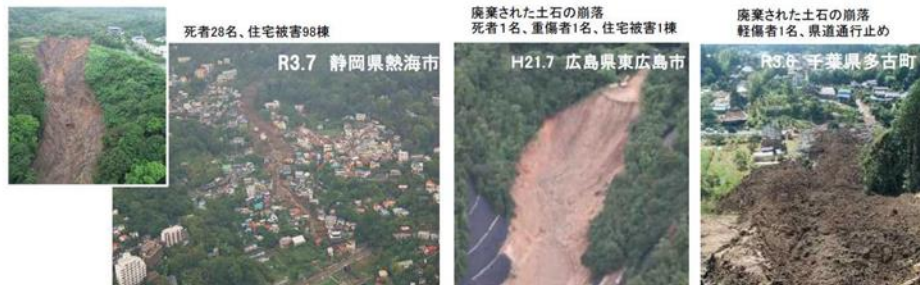 死者28名、住宅被害98棟
R3.7 静岡県熱海市
廃棄された土石の崩落
死者1名、重傷者1名、住宅被害1棟
H21.7 広島県東広島市
廃棄された土石の崩落
軽傷者1名、県道通行止め
R3.6 千葉県多古町